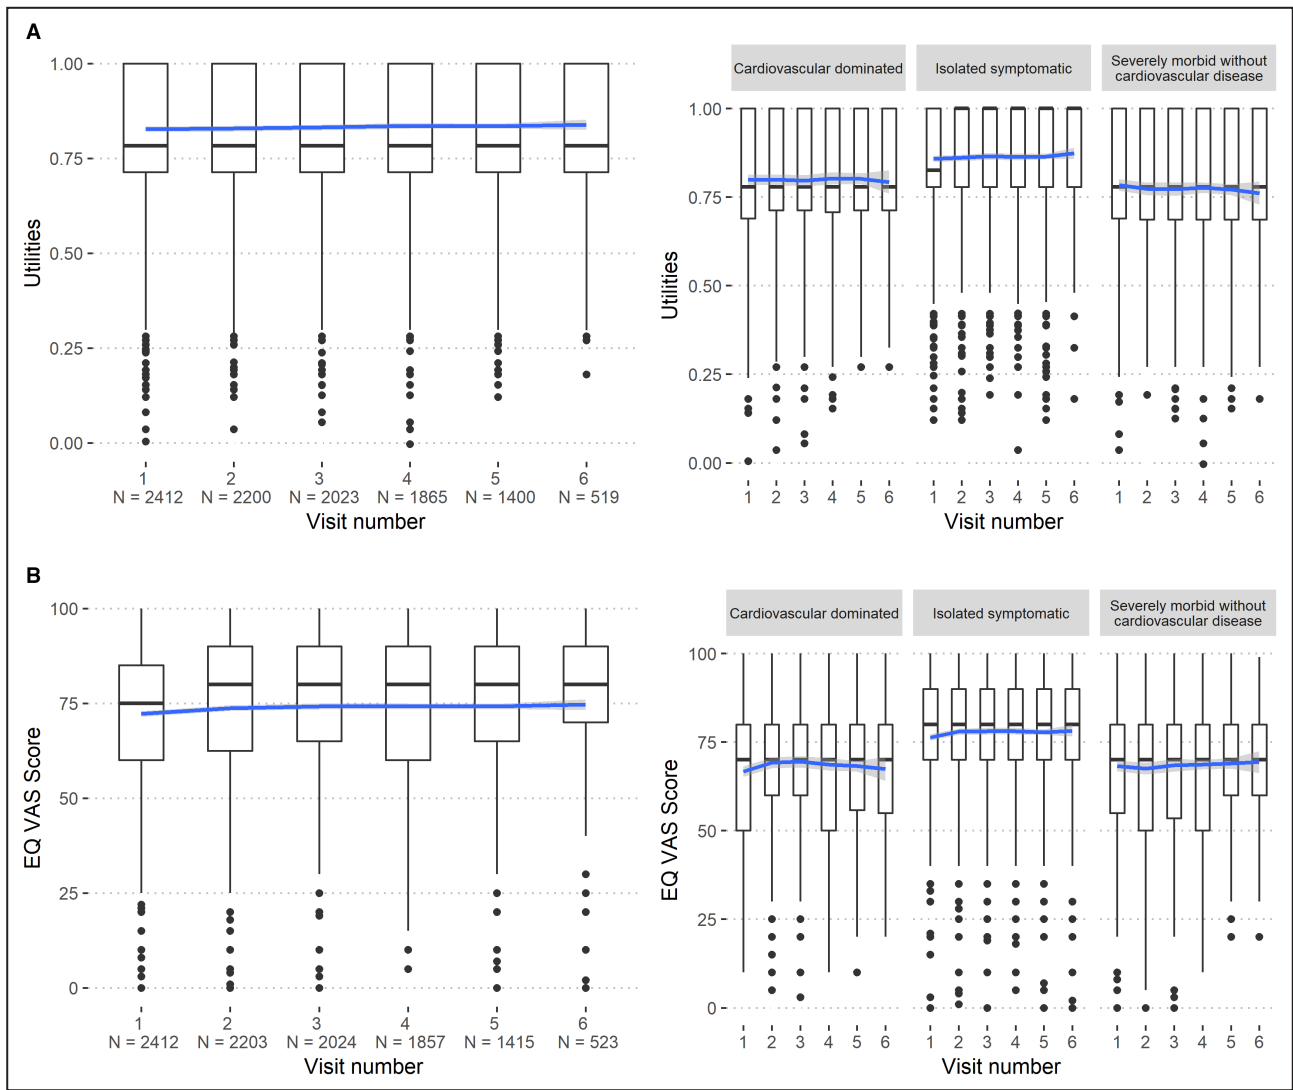 A
Utilities
1.00
0.75
0.50
0.25
0.00
1 2 3 4 5 6
N = 2412 N = 2200 N = 2023 N = 1865 N = 1400 N = 519
Visit number
Cardiovascular dominated
Isolated symptomatic
Severely morbid without
cardiovascular disease
Utilities
1.00
0.75
0.50
0.25
0.00
1 2 3 4 5 6 1 2 3 4 5 6 1 2 3 4 5 6
Visit number
B
EQ VAS Score
100
75
50
25
0
1 2 3 4 5 6
N = 2412 N = 2203 N = 2024 N = 1857 N = 1415 N = 523
Visit number
Cardiovascular dominated
Isolated symptomatic
Severely morbid without
cardiovascular disease
EQ VAS Score
100
75
50
25
0
1 2 3 4 5 6 1 2 3 4 5 6 1 2 3 4 5 6
Visit number